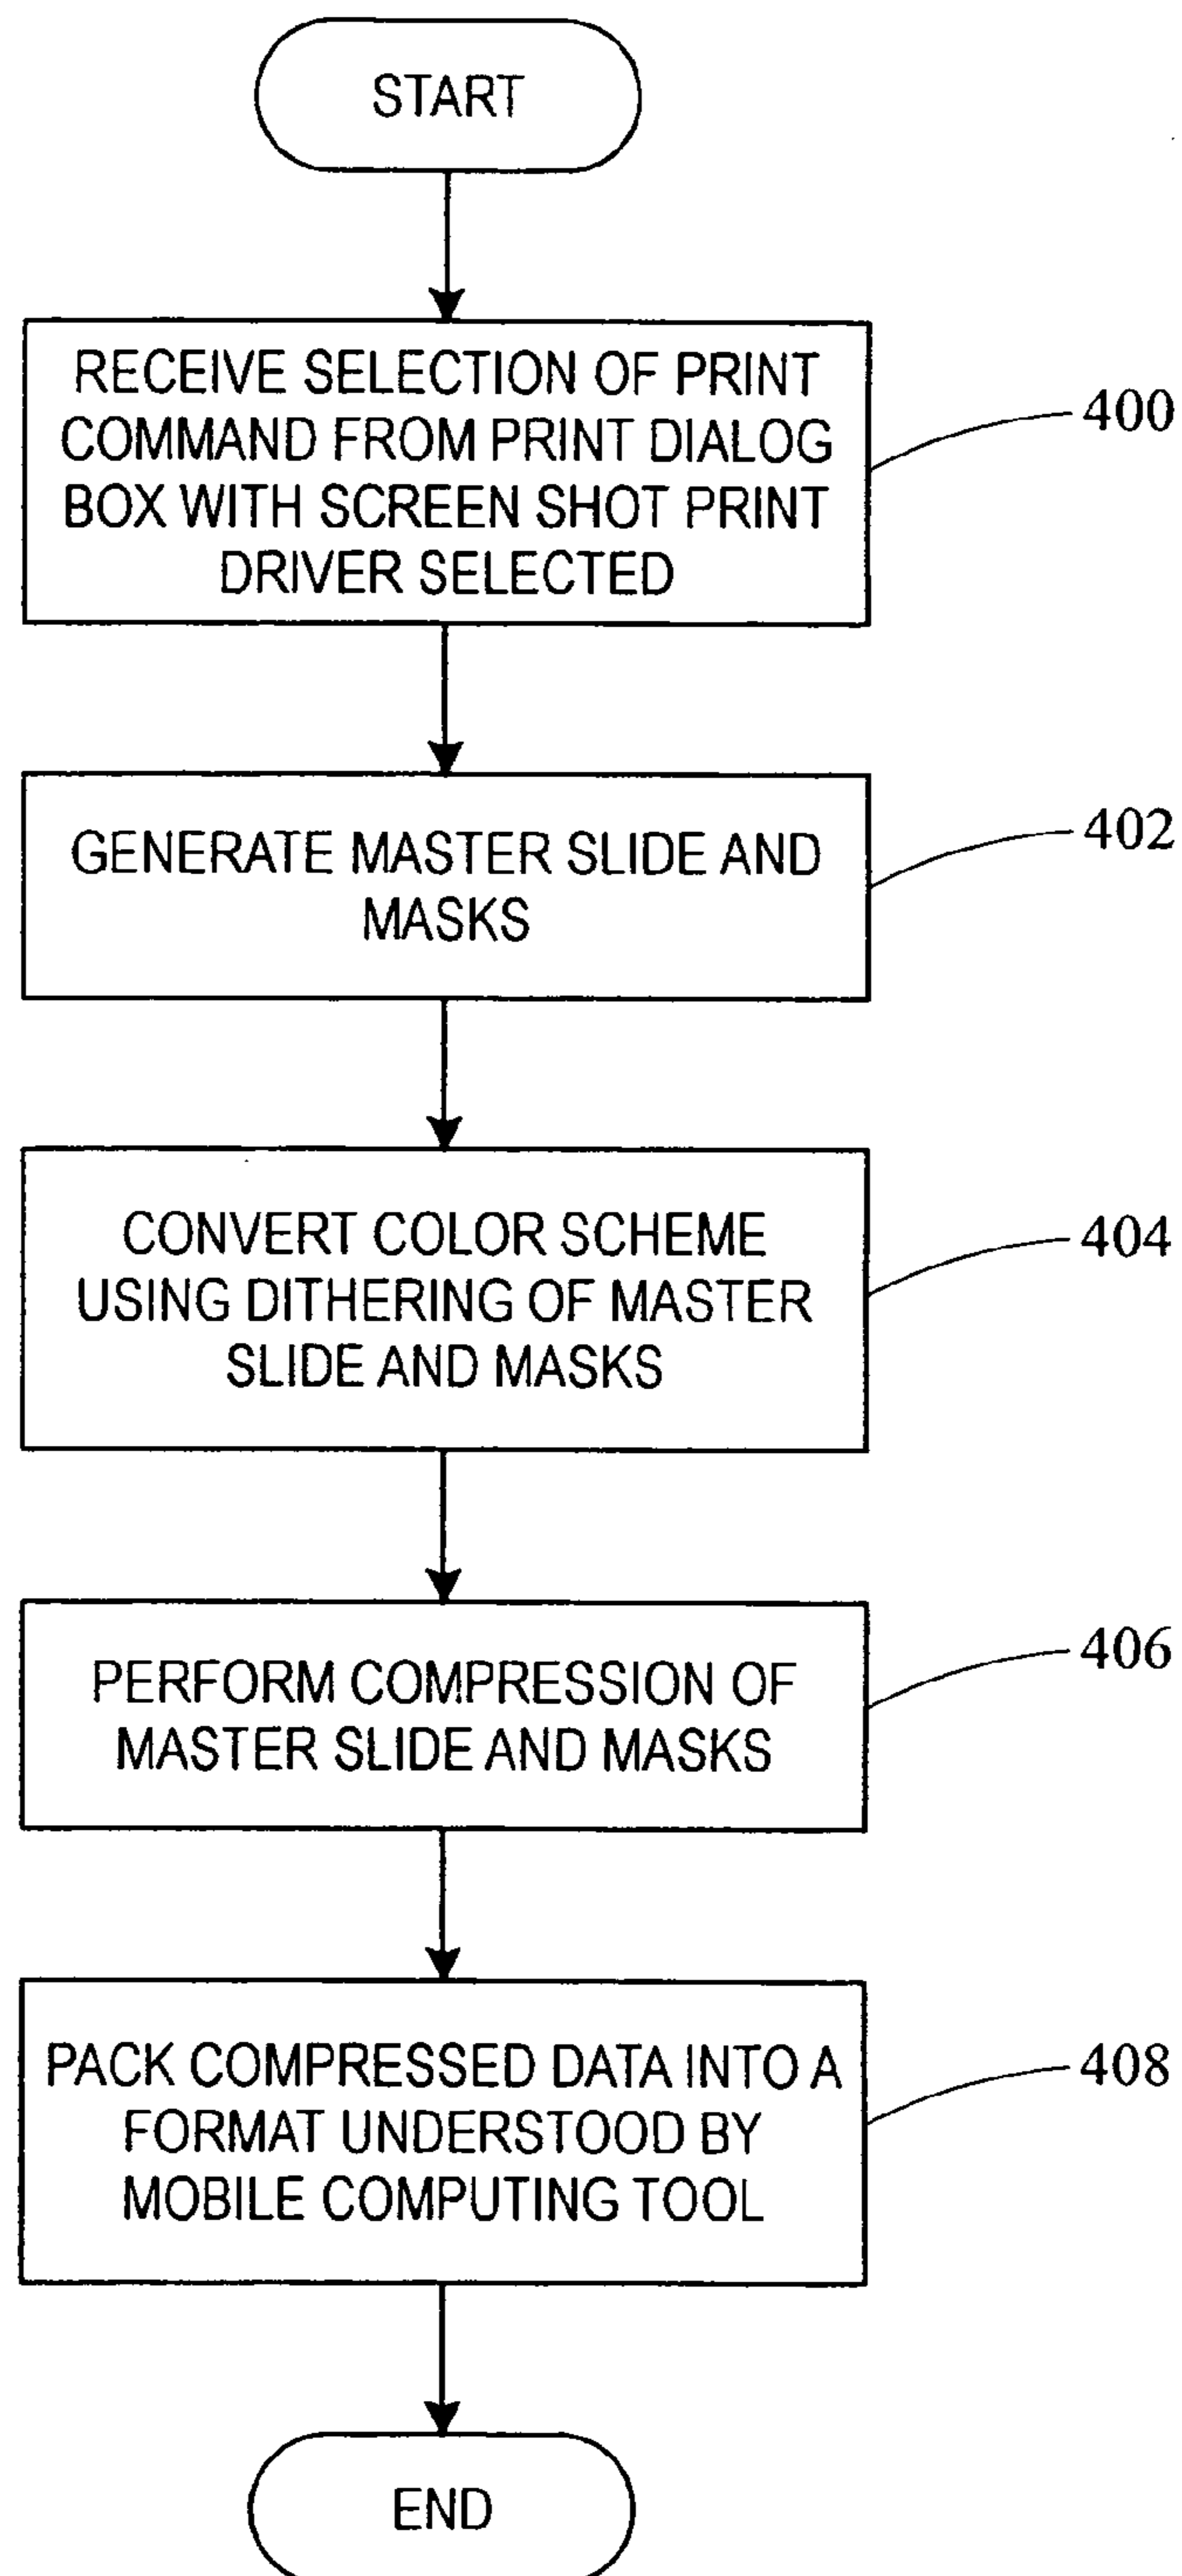 START
RECEIVE SELECTION OF PRINT
COMMAND FROM PRINT DIALOG
BOX WITH SCREEN SHOT PRINT
DRIVER SELECTED
400
GENERATE MASTER SLIDE AND
MASKS
402
CONVERT COLOR SCHEME
USING DITHERING OF MASTER
SLIDE AND MASKS
404
PERFORM COMPRESSION OF
MASTER SLIDE AND MASKS
406
PACK COMPRESSED DATA INTO A
FORMAT UNDERSTOOD BY
MOBILE COMPUTING TOOL
408
END